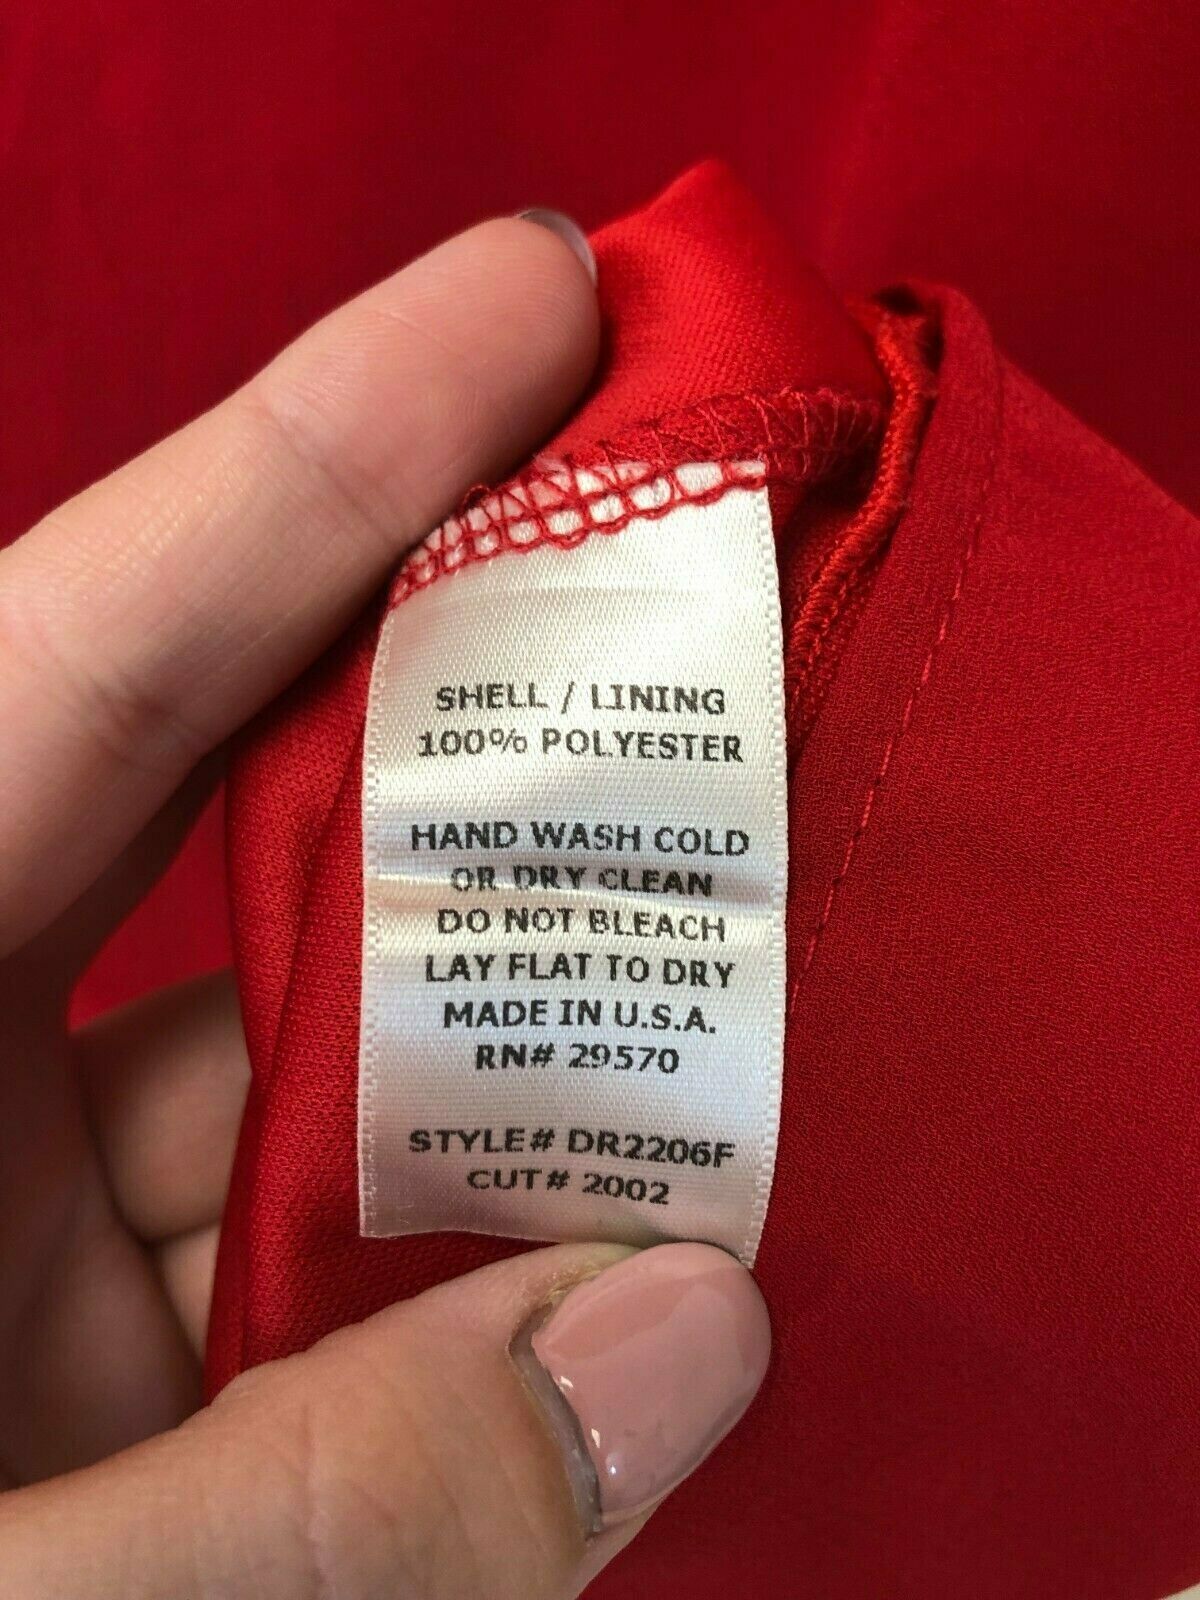 SHELL / LINING
100% POLYESTER
HAND WASH COLD
OR DRY CLEAN
DO NOT BLEACH
LAY FLAT TO DRY
MADE IN U.S.A.
RN# 29570
STYLE# DR2206F
CUT# 2002